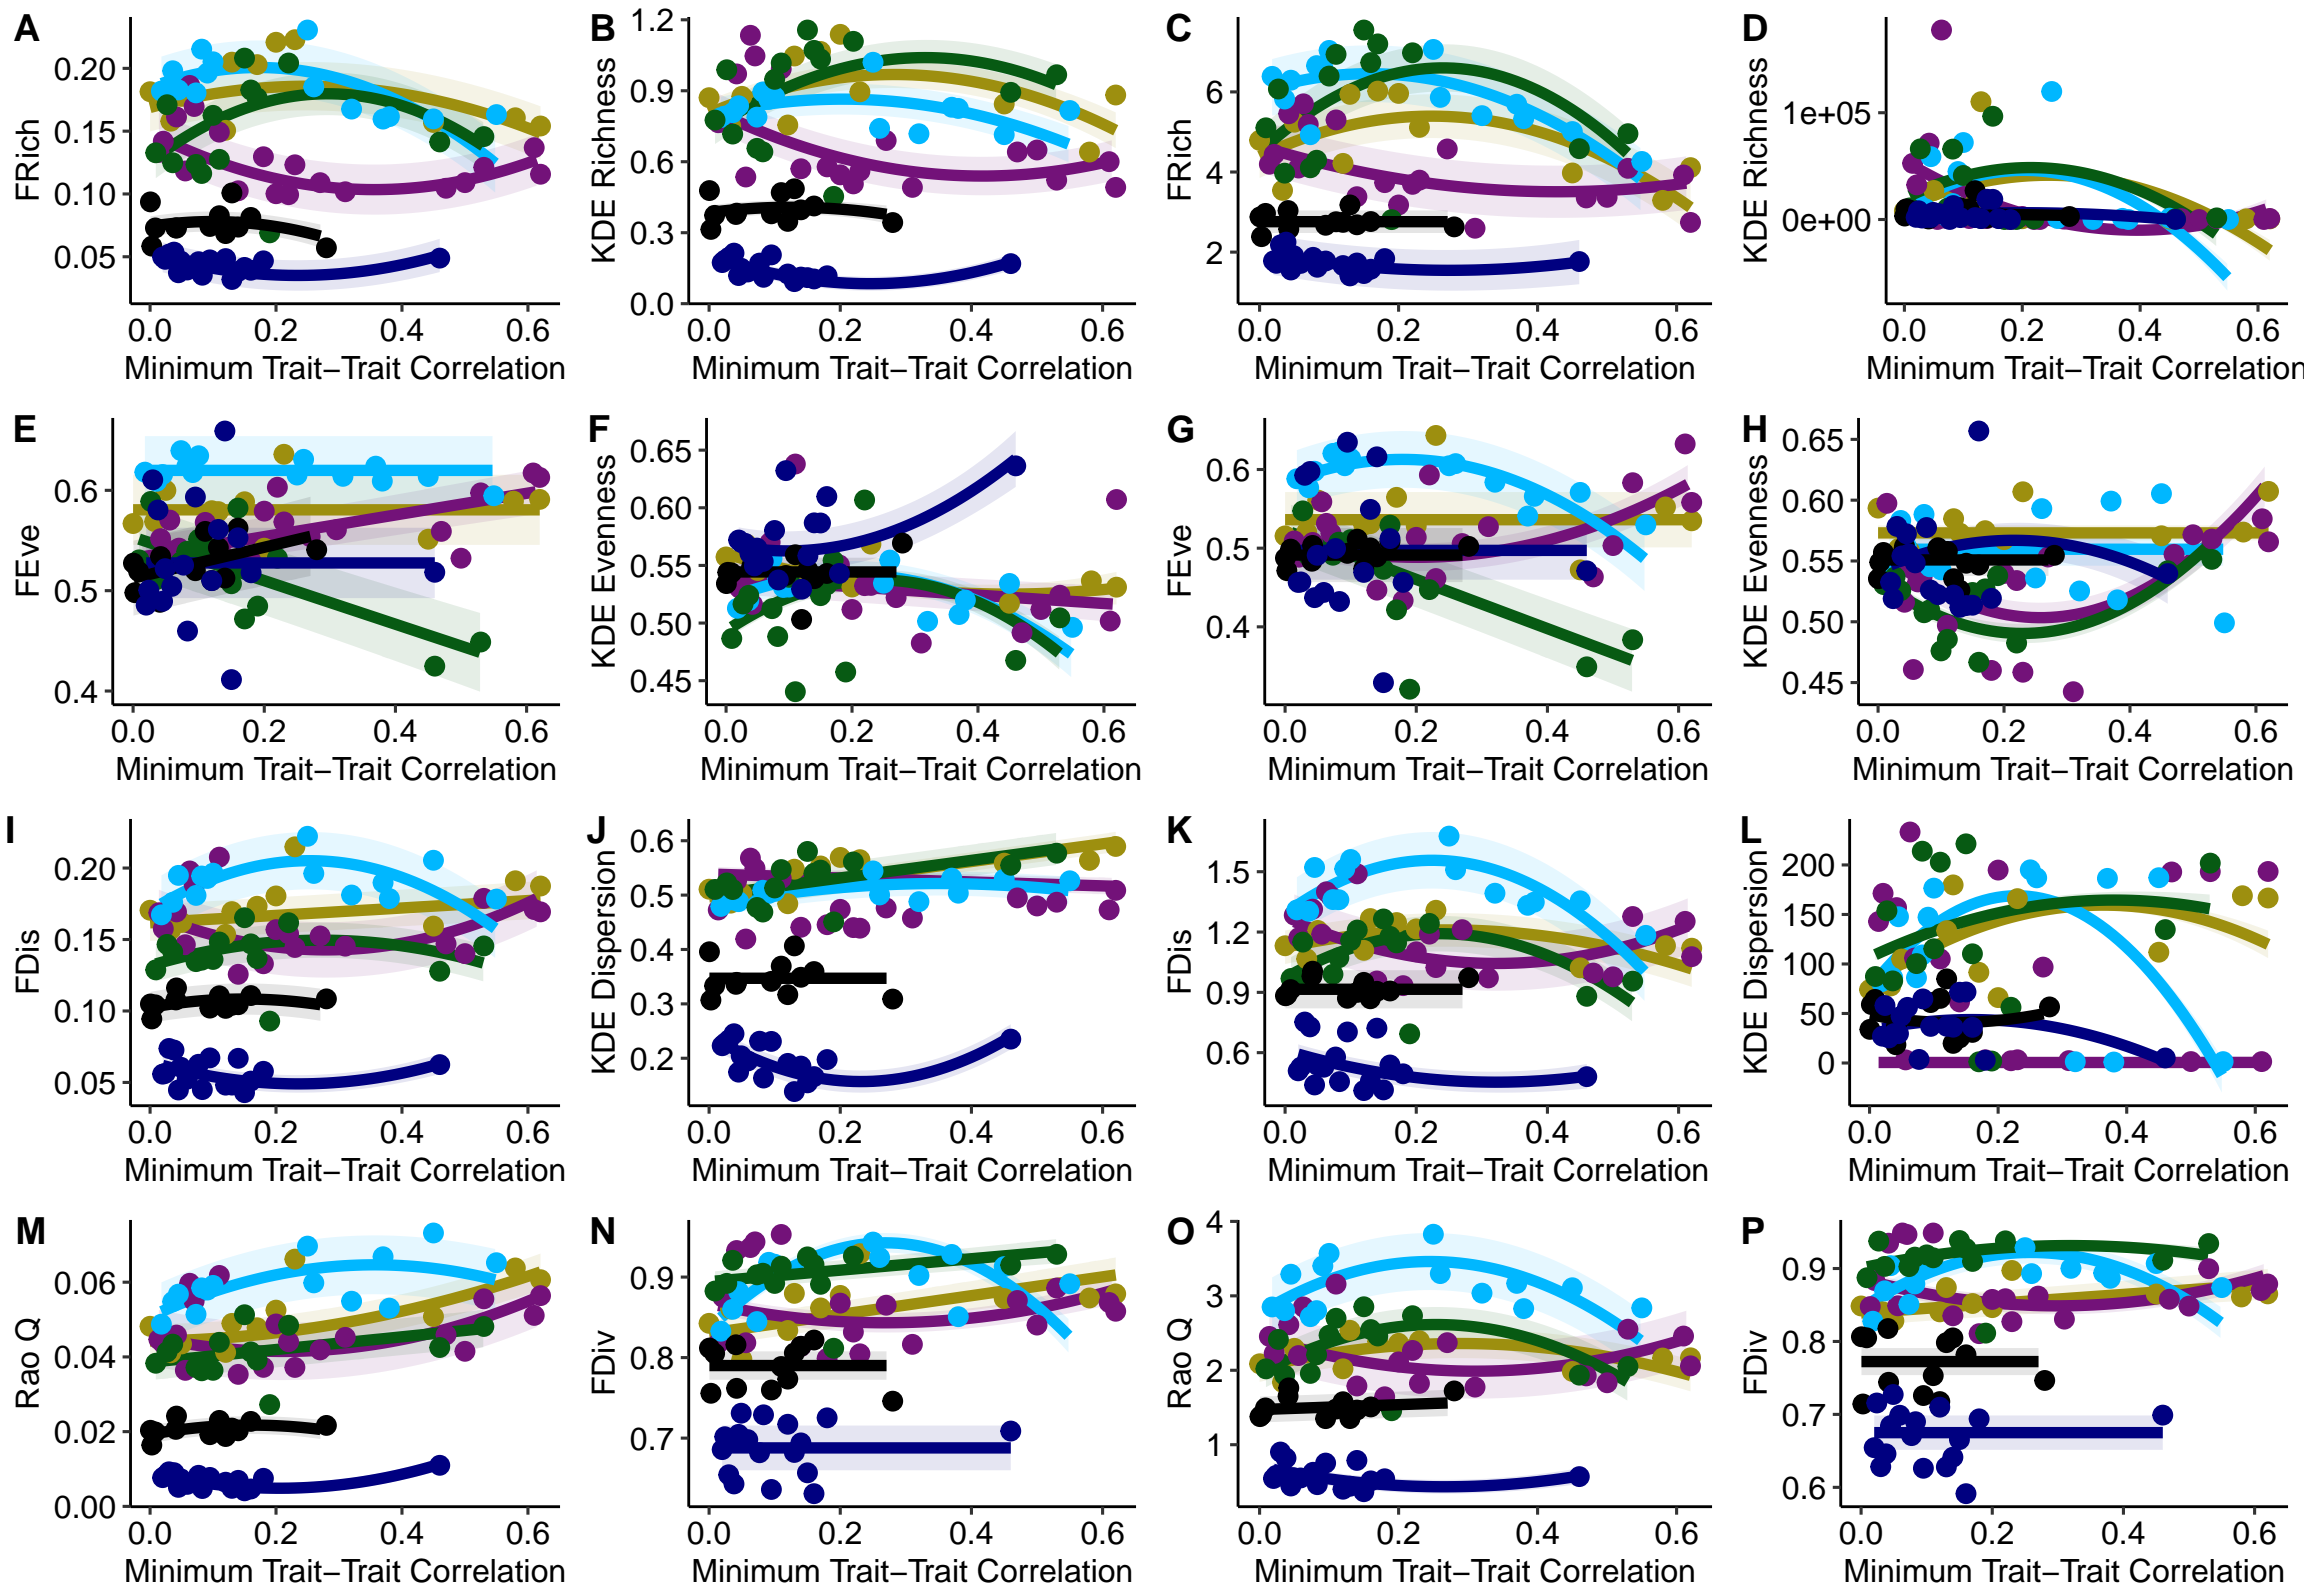 A B C D
FRich
0.20
0.15
0.10
0.05
0.0 0.2 0.4 0.6
Minimum Trait−Trait Correlation
KDE Richness
1.2
0.9
0.6
0.3
0.0
0.0 0.2 0.4 0.6
Minimum Trait−Trait Correlation
FRich
6
4
2
0.0 0.2 0.4 0.6
Minimum Trait−Trait Correlation
KDE Richness
1e+05
0e+00
0.0 0.2 0.4 0.6
Minimum Trait−Trait Correlation
E F G H
FEve
0.6
0.5
0.4
0.0 0.2 0.4 0.6
Minimum Trait−Trait Correlation
KDE Evenness
0.65
0.60
0.55
0.50
0.45
0.0 0.2 0.4 0.6
Minimum Trait−Trait Correlation
FEve
0.6
0.5
0.4
0.0 0.2 0.4 0.6
Minimum Trait−Trait Correlation
KDE Evenness
0.65
0.60
0.55
0.50
0.45
0.0 0.2 0.4 0.6
Minimum Trait−Trait Correlation
I J K L
FDis
0.20
0.15
0.10
0.05
0.0 0.2 0.4 0.6
Minimum Trait−Trait Correlation
KDE Dispersion
0.6
0.5
0.4
0.3
0.2
0.0 0.2 0.4 0.6
Minimum Trait−Trait Correlation
FDis
1.5
1.2
0.9
0.6
0.0 0.2 0.4 0.6
Minimum Trait−Trait Correlation
KDE Dispersion
200
150
100
50
0
0.0 0.2 0.4 0.6
Minimum Trait−Trait Correlation
M N O P
Rao Q
0.06
0.04
0.02
0.00
0.0 0.2 0.4 0.6
Minimum Trait−Trait Correlation
FDiv
0.9
0.8
0.7
0.0 0.2 0.4 0.6
Minimum Trait−Trait Correlation
Rao Q
4
3
2
1
0.0 0.2 0.4 0.6
Minimum Trait−Trait Correlation
FDiv
0.9
0.8
0.7
0.6
0.0 0.2 0.4 0.6
Minimum Trait−Trait Correlation